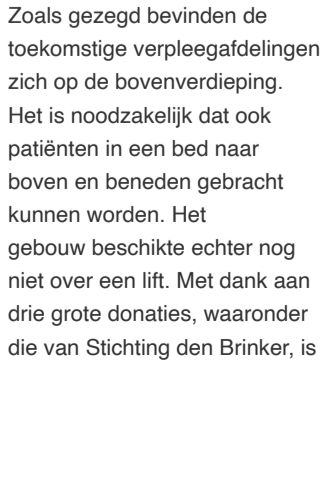 Zoals gezegd bevinden de
toekomstige verpleegafdelingen
zich op de bovenverdieping.
Het is noodzakelijk dat ook
patiënten in een bed naar
boven en beneden gebracht
kunnen worden. Het
gebouw beschikte echter nog
niet over een lift. Met dank aan
drie grote donaties, waaronder
die van Stichting den Brinker, is